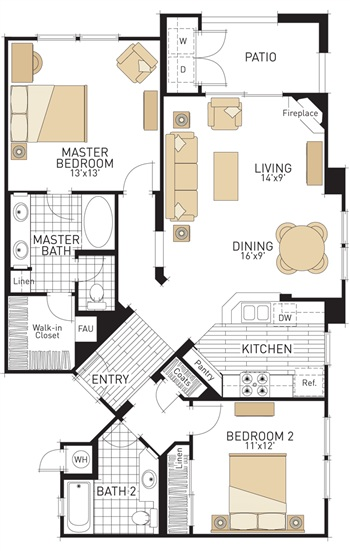 W
D
PATIO
Fireplace
MASTER
BEDROOM
13'x13'
LIVING
14'x9'
DINING
16'x9'
MASTER
BATH
Linen
Walk-in
Closet
FAU
DW
KITCHEN
Pantry
Ref.
ENTRY
Coats
WH
BATH 2
Linen
BEDROOM 2
11'x12'